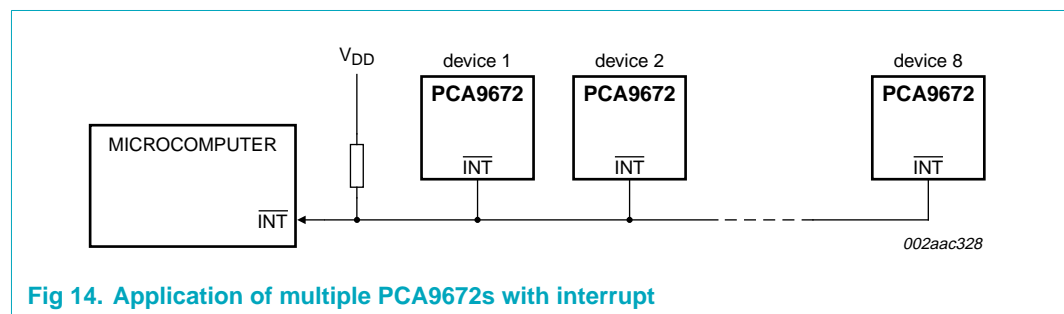 V_DD
device 1
device 2
device 8
PCA9672
PCA9672
PCA9672
MICROCOMPUTER
INT
INT
INT
INT
002aac328
Fig 14. Application of multiple PCA9672s with interrupt